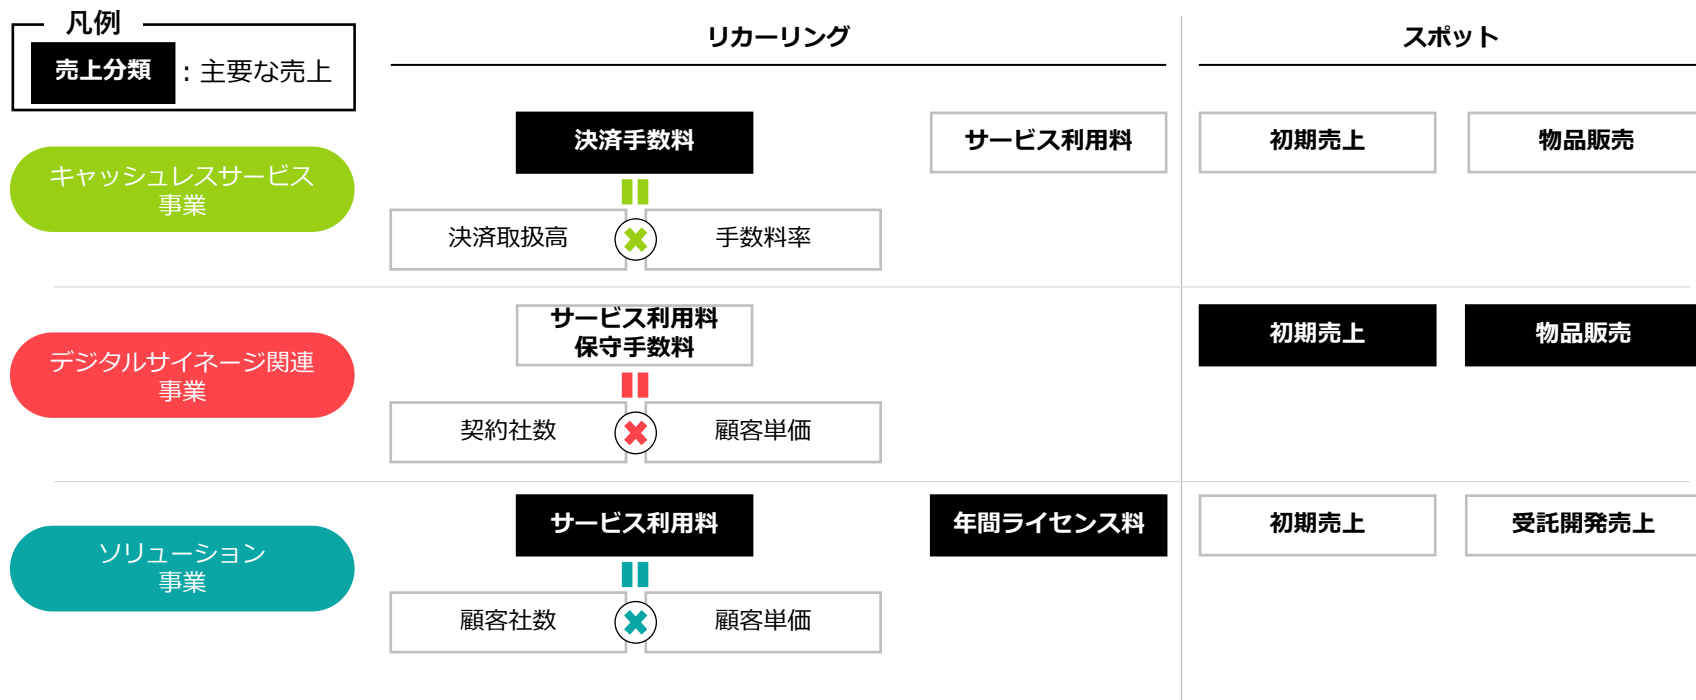 凡例
売上分類
：主要な売上
リカーリング
スポット
キャッシュレスサービス
事業
決済手数料
サービス利用料
初期売上
物品販売
決済取扱高
手数料率
デジタルサイネージ関連
事業
サービス利用料
保守手数料
初期売上
物品販売
契約社数
顧客単価
ソリューション
事業
サービス利用料
年間ライセンス料
初期売上
受託開発売上
顧客社数
顧客単価